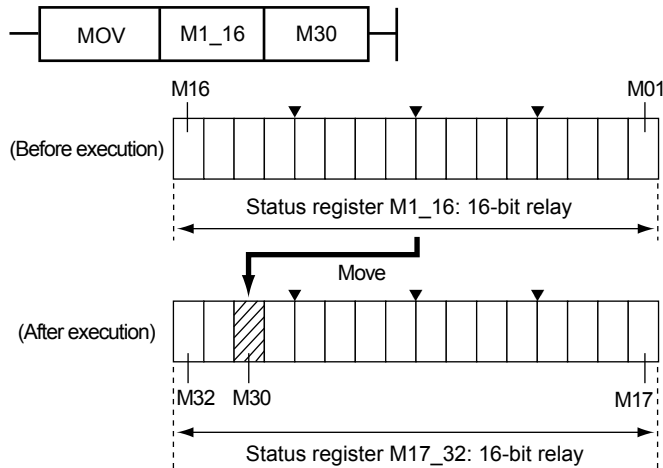 MOV M1_16 M30
M16 M01
(Before execution)
Status register M1_16: 16-bit relay
Move
(After execution)
M32 M30 M17
Status register M17_32: 16-bit relay